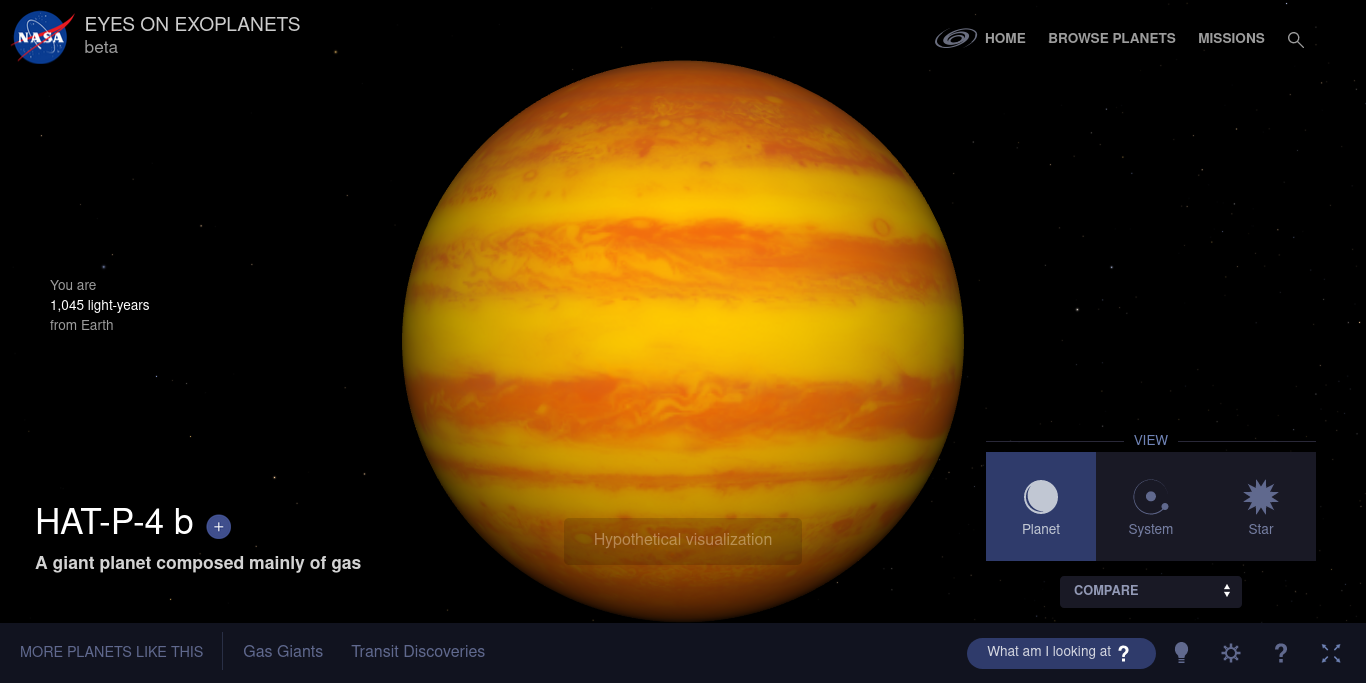 NASA
EYES ON EXOPLANETS
beta
HOME
BROWSE PLANETS
MISSIONS
You are
1,045 light-years
from Earth
VIEW
Planet
System
Star
HAT-P-4 b +
A giant planet composed mainly of gas
Hypothetical visualization
COMPARE
MORE PLANETS LIKE THIS
Gas Giants
Transit Discoveries
What am I looking at ?
?